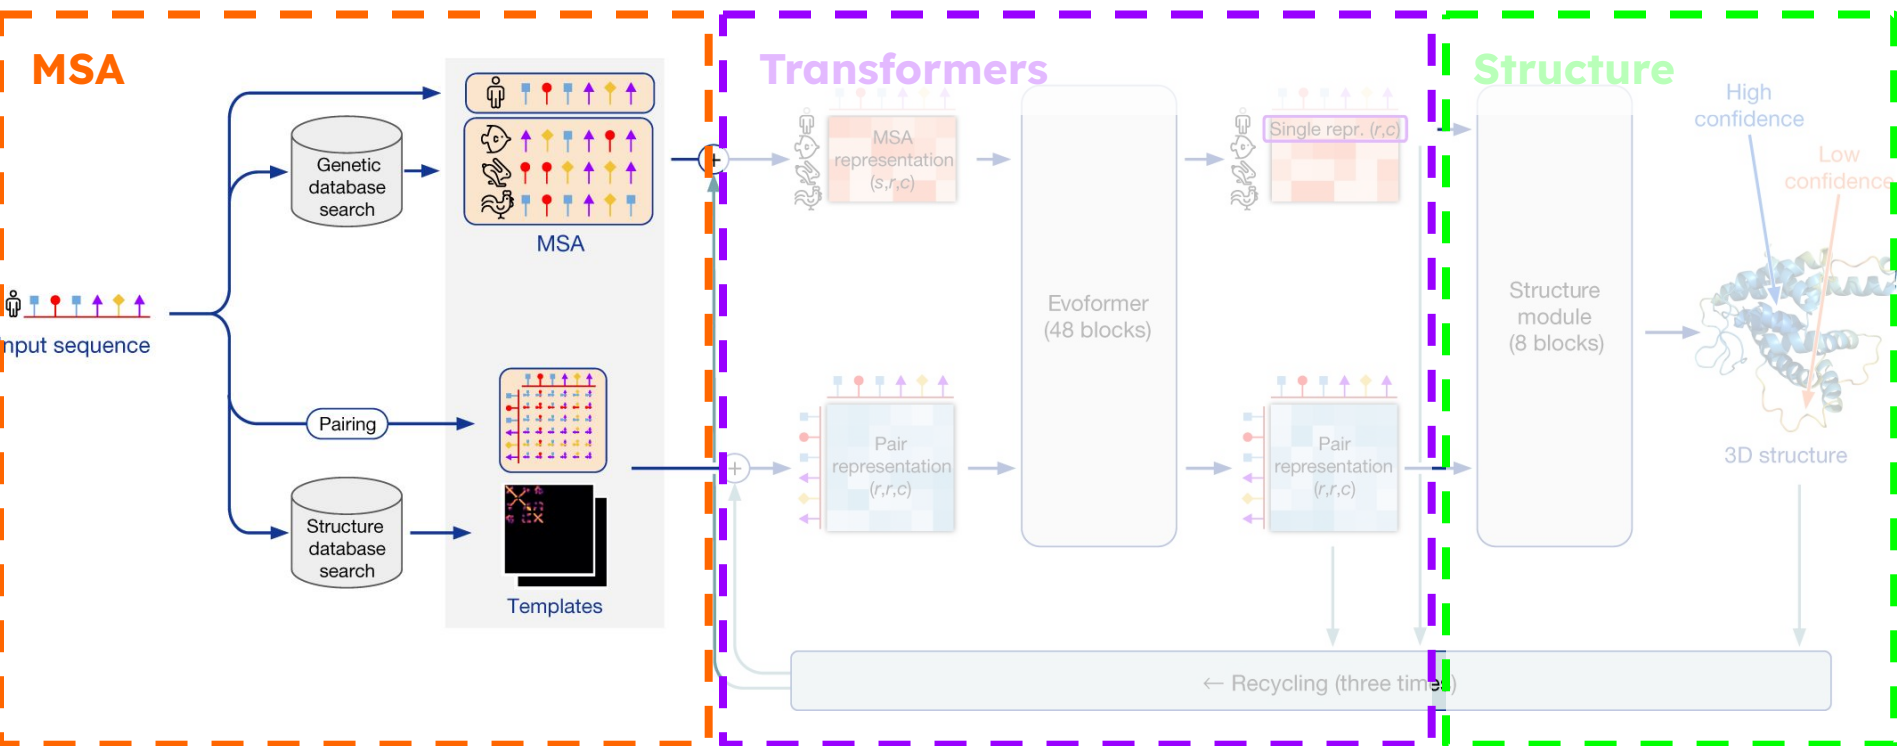 MSA
Transformers
Structure
Genetic
database
search
MSA
nput sequence
Pairing
Structure
database
search
Templates
MSA
representation
(s,r,c)
Single repr. (r,c)
Evoformer
(48 blocks)
Pair
representation
(r,r,c)
Pair
representation
(r,r,c)
Structure
module
(8 blocks)
High
confidence
Low
confidence
3D structure
← Recycling (three times)